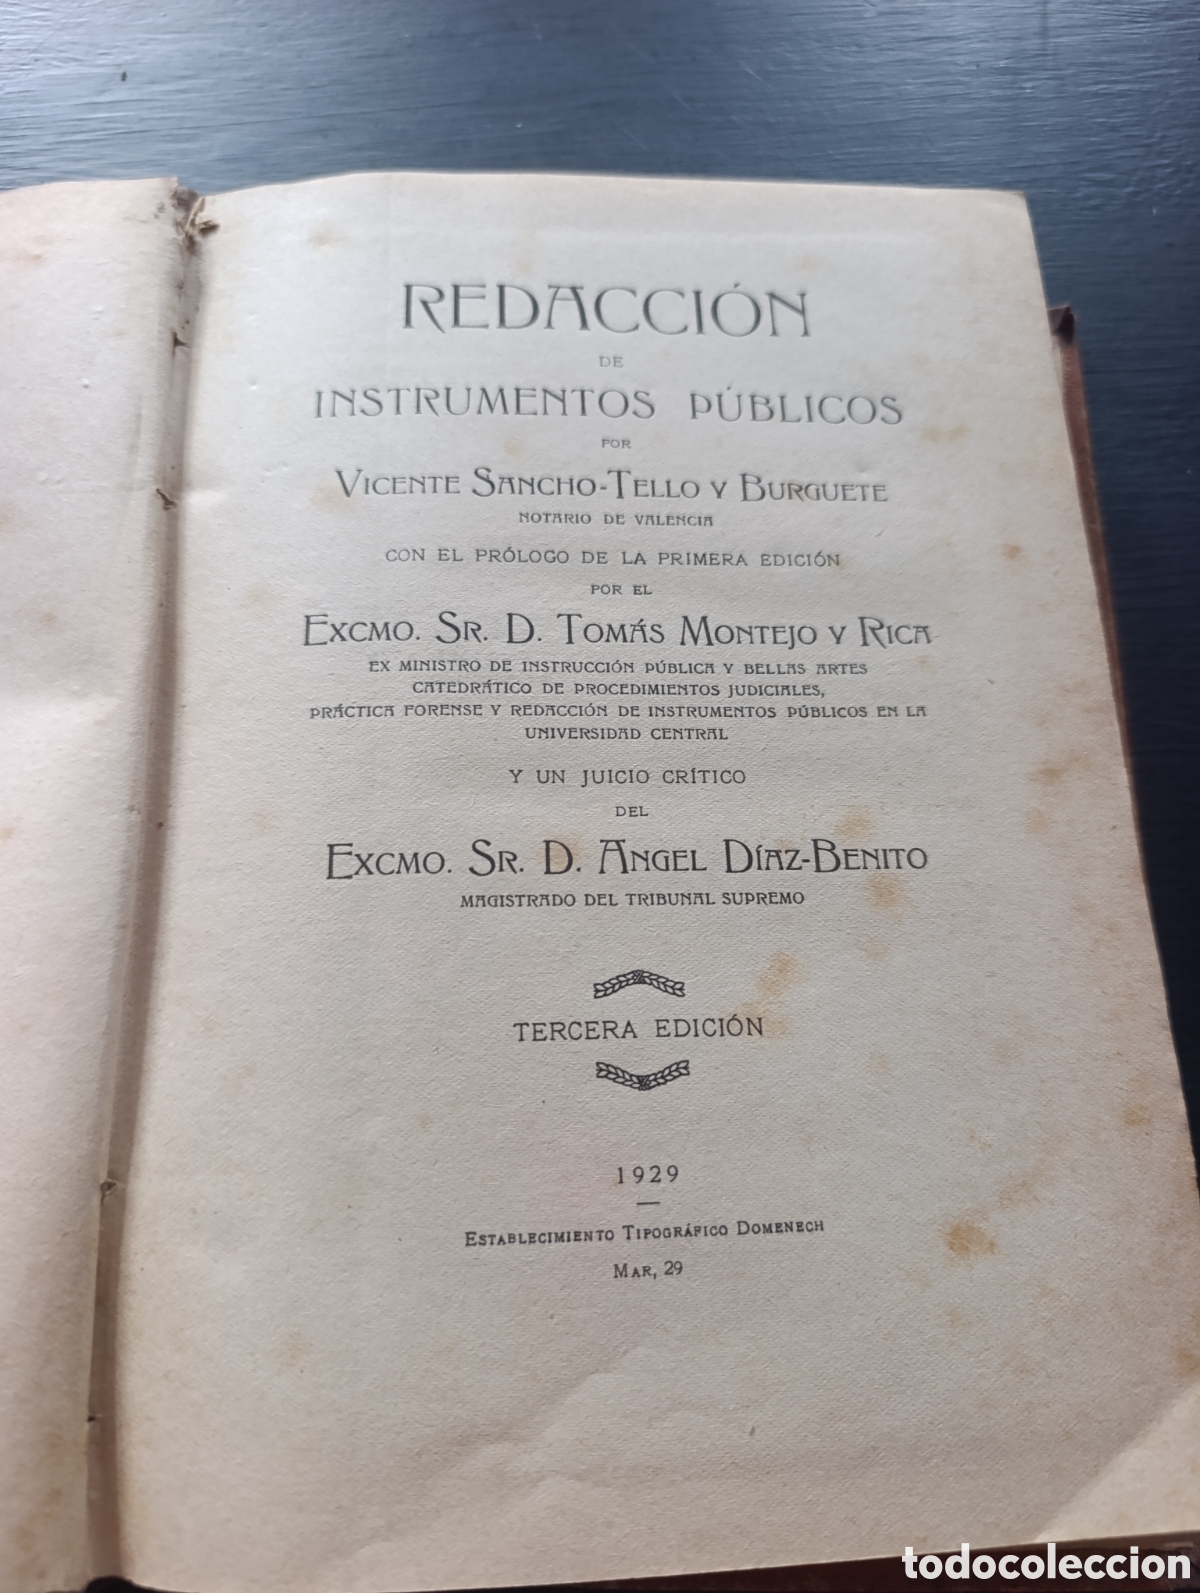 REDACCIÓN
DE
INSTRUMENTOS PÚBLICOS
POR
VICENTE SANCHO-TELLO Y BURGUETE
NOTARIO DE VALENCIA
CON EL PRÓLOGO DE LA PRIMERA EDICIÓN
POR EL
EXCMO. SR. D. TOMÁS MONTEJO Y RICA
EX MINISTRO DE INSTRUCCIÓN PÚBLICA Y BELLAS ARTES
CATEDRÁTICO DE PROCEDIMIENTOS JUDICIALES,
PRÁCTICA FORENSE Y REDACCIÓN DE INSTRUMENTOS PÚBLICOS EN LA
UNIVERSIDAD CENTRAL
Y UN JUICIO CRÍTICO
DEL
EXCMO. SR. D. ANGEL DÍAZ-BENITO
MAGISTRADO DEL TRIBUNAL SUPREMO
TERCERA EDICIÓN
1929
ESTABLECIMIENTO TIPOGRÁFICO DOMENECH
MAR, 29
todocoleccion